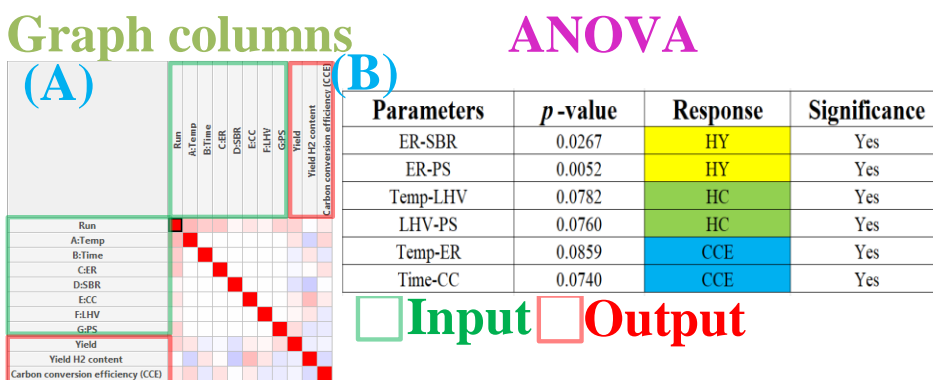 Graph columns
ANOVA
(A)
(B)
Run
A:Temp
B:Time
C:ER
D:SBR
E:CC
F:LHV
G:PS
Yield
Yield H2 content
Carbon conversion efficiency (CCE)
Run
A:Temp
B:Time
C:ER
D:SBR
E:CC
F:LHV
G:PS
Yield
Yield H2 content
Carbon conversion efficiency (CCE)
Parameters p-value Response Significance
ER-SBR 0.0267 HY Yes
ER-PS 0.0052 HY Yes
Temp-LHV 0.0782 HC Yes
LHV-PS 0.0760 HC Yes
Temp-ER 0.0859 CCE Yes
Time-CC 0.0740 CCE Yes
Input Output